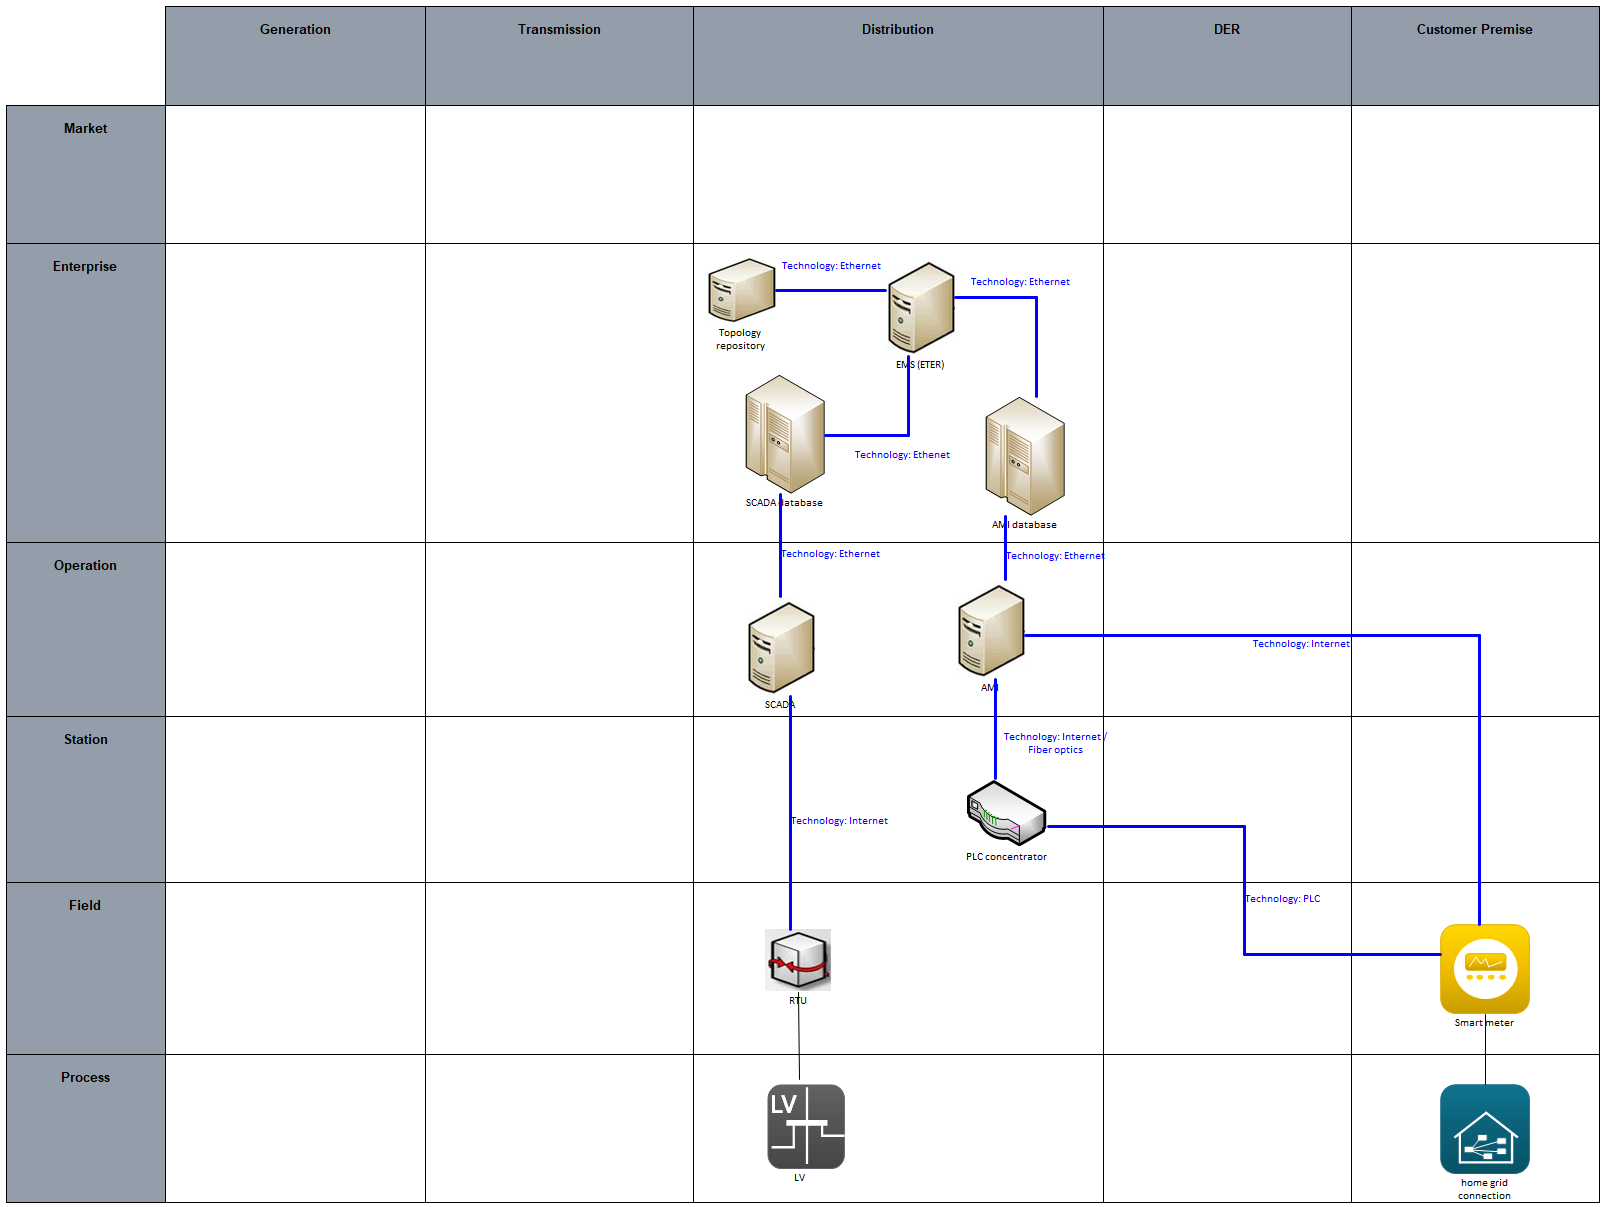 Generation
Transmission
Distribution
DER
Customer Premise
Market
Enterprise
Technology: Ethernet
Technology: Ethernet
Topology
repository
EMS (ETER)
Technology: Ethenet
SCADA database
AMI database
Operation
Technology: Ethernet
Technology: Ethernet
Technology: Internet
AMI
SCADA
Station
Technology: Internet /
Fiber optics
Technology: Internet
PLC concentrator
Field
Technology: PLC
RTU
Smart meter
Process
LV
LV
home grid
connection